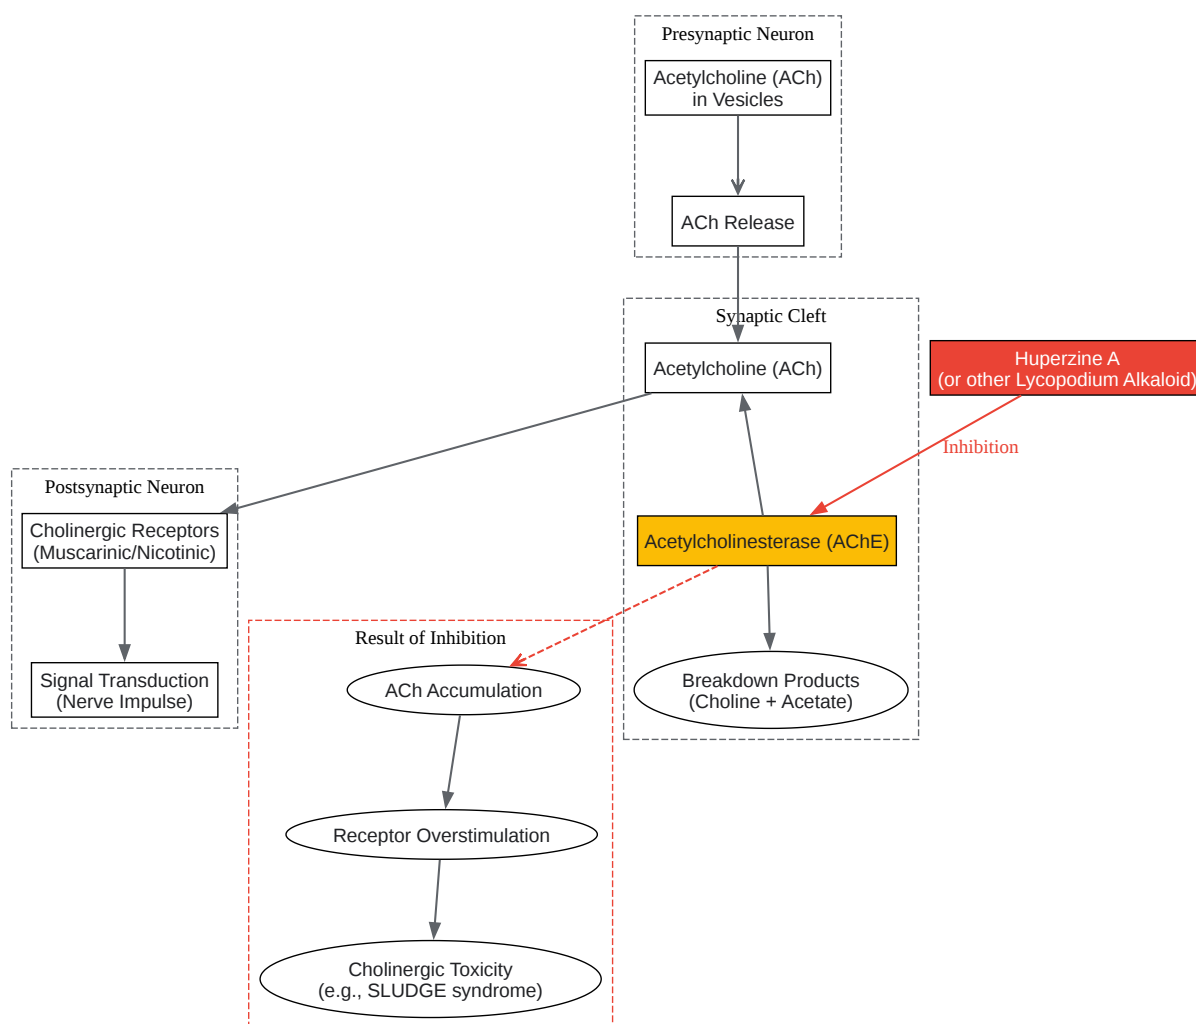 Presynaptic Neuron
Acetylcholine (ACh)
in Vesicles
ACh Release
Synaptic Cleft
Acetylcholine (ACh)
Huperzine A
(or other Lycopodium Alkaloid)
Inhibition
Postsynaptic Neuron
Cholinergic Receptors
(Muscarinic/Nicotinic)
Acetylcholinesterase (AChE)
Result of Inhibition
Signal Transduction
(Nerve Impulse)
ACh Accumulation
Breakdown Products
(Choline + Acetate)
Receptor Overstimulation
Cholinergic Toxicity
(e.g., SLUDGE syndrome)